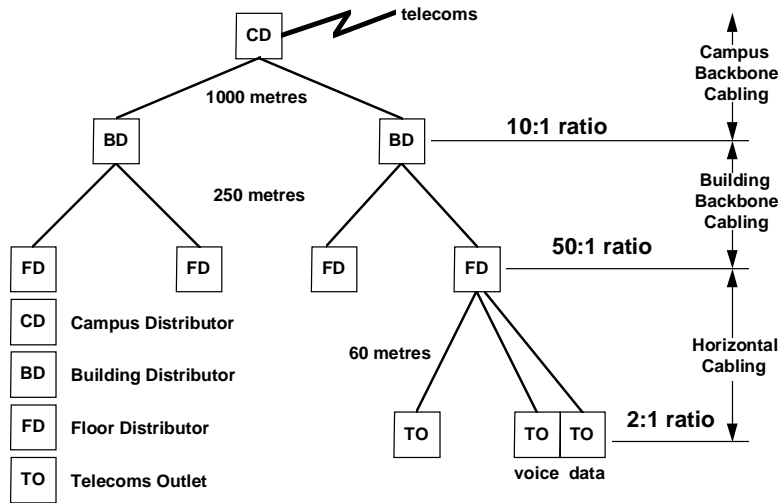 telecoms
CD
Campus
Backbone
Cabling
1000 metres
10:1 ratio
BD
BD
Building
Backbone
Cabling
250 metres
50:1 ratio
FD
FD
FD
FD
CD Campus Distributor
60 metres
Horizontal
Cabling
BD Building Distributor
FD Floor Distributor
TO
TO
TO
2:1 ratio
voice data
TO Telecoms Outlet